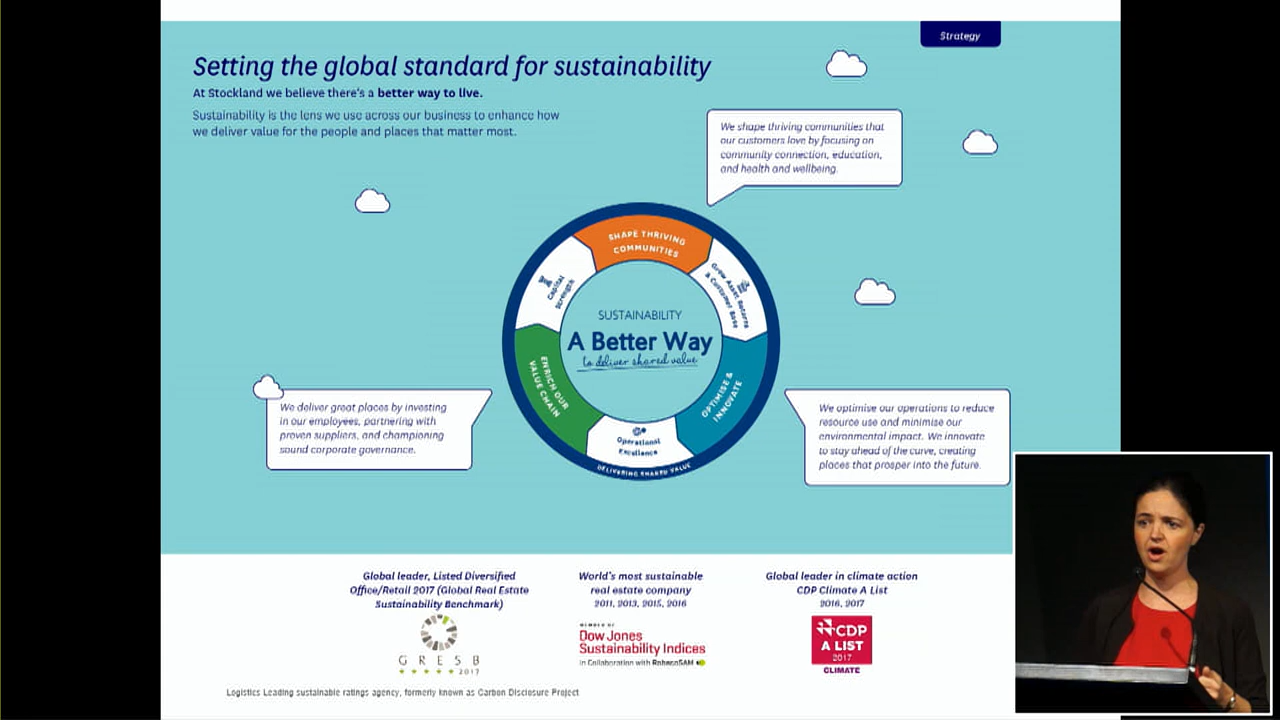 Strategy
Setting the global standard for sustainability
At Stockland we believe there's a better way to live.
Sustainability is the lens we use across our business to enhance how
we deliver value for the people and places that matter most.
We shape thriving communities that
our customers love by focusing on
community connection, education,
and health and wellbeing.
SHAPE THRIVING
COMMUNITIES
Capital
Strength
Grow Asset Returns
& Customer Base
SUSTAINABILITY
A Better Way
to deliver shared value
ENRICH OUR
VALUE CHAIN
OPTIMISE &
INNOVATE
Operational
Excellence
DELIVERING SHARED VALUE
We deliver great places by investing
in our employees, partnering with
proven suppliers, and championing
sound corporate governance.
We optimise our operations to reduce
resource use and minimise our
environmental impact. We innovate
to stay ahead of the curve, creating
places that prosper into the future.
Global leader, Listed Diversified
Office/Retail 2017 (Global Real Estate
Sustainability Benchmark)
GRESB
2017
World's most sustainable
real estate company
2011, 2013, 2015, 2016
MEMBER OF
Dow Jones
Sustainability Indices
In Collaboration with RobecoSAM
Global leader in climate action
CDP Climate A List
2016, 2017
CDP
A LIST
2017
CLIMATE
Logistics Leading sustainable ratings agency, formerly known as Carbon Disclosure Project